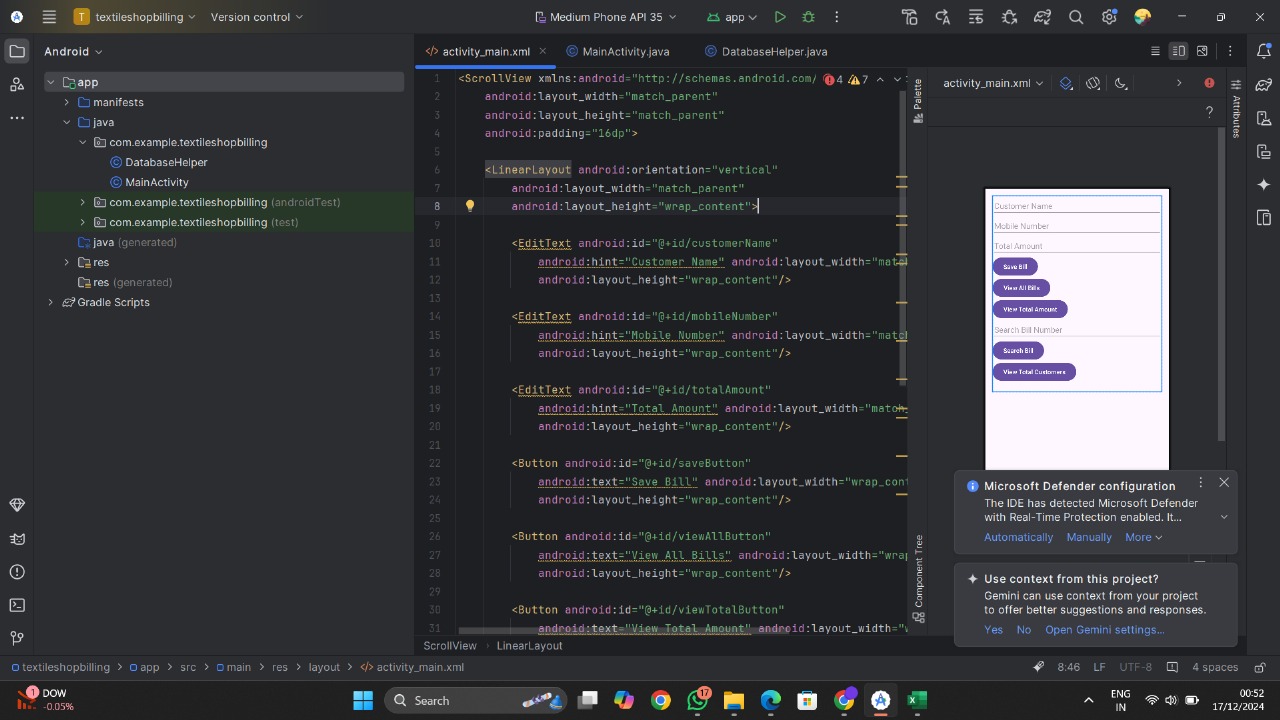 T textileshopbilling Version control Medium Phone API 35 app
Android
app
manifests
java
com.example.textileshopbilling
DatabaseHelper
MainActivity
com.example.textileshopbilling (androidTest)
com.example.textileshopbilling (test)
java (generated)
res
res (generated)
Gradle Scripts
activity_main.xml MainActivity.java DatabaseHelper.java
1 <ScrollView xmlns:android="http://schemas.android.com/ 4 7
2 android:layout_width="match_parent"
3 android:layout_height="match_parent"
4 android:padding="16dp">
5
6 <LinearLayout android:orientation="vertical"
7 android:layout_width="match_parent"
8 android:layout_height="wrap_content">
9
10 <EditText android:id="@+id/customerName"
11 android:hint="Customer Name" android:layout_width="matc
12 android:layout_height="wrap_content"/>
13
14 <EditText android:id="@+id/mobileNumber"
15 android:hint="Mobile Number" android:layout_width="matc
16 android:layout_height="wrap_content"/>
17
18 <EditText android:id="@+id/totalAmount"
19 android:hint="Total Amount" android:layout_width="match_
20 android:layout_height="wrap_content"/>
21
22 <Button android:id="@+id/saveButton"
23 android:text="Save Bill" android:layout_width="wrap_cont
24 android:layout_height="wrap_content"/>
25
26 <Button android:id="@+id/viewAllButton"
27 android:text="View All Bills" android:layout_width="wrap
28 android:layout_height="wrap_content"/>
29
30 <Button android:id="@+id/viewTotalButton"
31 android:text="View Total Amount" android:layout_width="w
ScrollView LinearLayout
Palette
Component Tree
activity_main.xml
?
Attributes
Customer Name
Mobile Number
Total Amount
Save Bill
View All Bills
View Total Amount
Search Bill Number
Search Bill
View Total Customers
Microsoft Defender configuration
The IDE has detected Microsoft Defender
with Real-Time Protection enabled. It...
Automatically Manually More
Use context from this project?
Gemini can use context from your project
to offer better suggestions and responses.
Yes No Open Gemini settings...
textileshopbilling app src main res layout activity_main.xml 8:46 LF UTF-8 4 spaces
1 DOW
-0.05%
Search
17
ENG
IN
00:52
17/12/2024